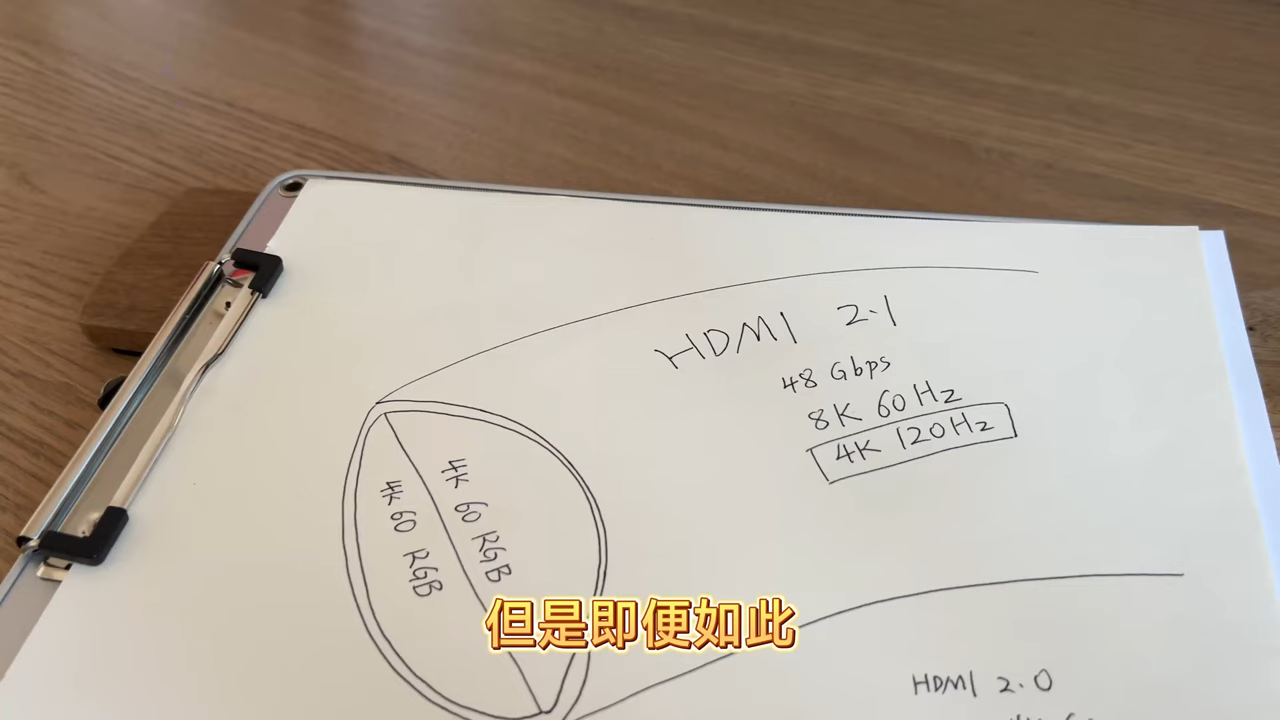 HDMI 2.1
48 Gbps
8K 60Hz
4K 120Hz
4K 60 RGB
4K 60 RGB
但是即便如此
HDMI 2.0